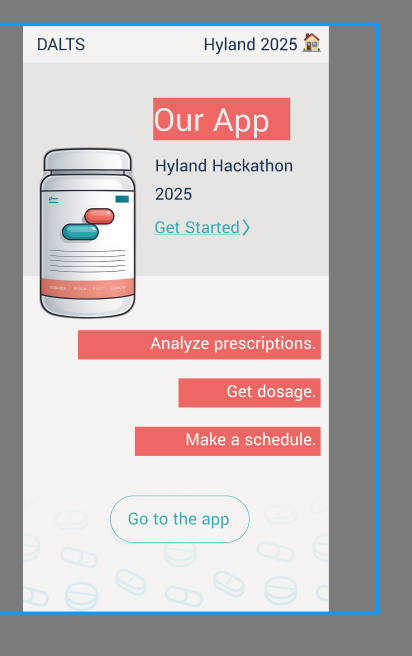 DALTS
Hyland 2025 🏠
Our App
Hyland Hackathon
2025
Get Started
Analyze prescriptions.
Get dosage.
Make a schedule.
Go to the app